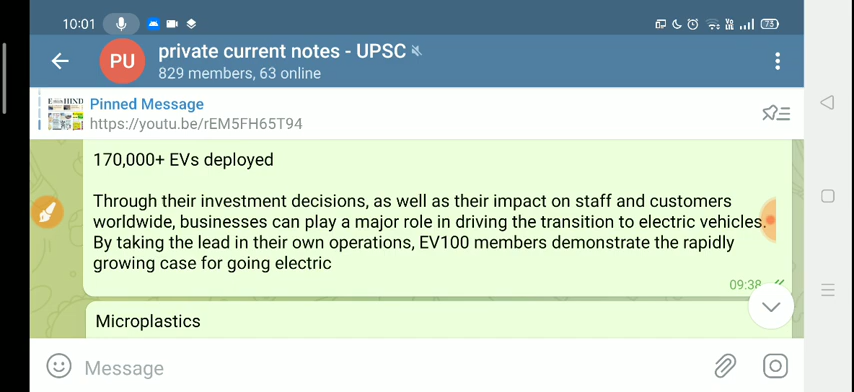 10:01
73
PU
private current notes - UPSC
829 members, 63 online
Pinned Message
https://youtu.be/rEM5FH65T94
170,000+ EVs deployed
Through their investment decisions, as well as their impact on staff and customers
worldwide, businesses can play a major role in driving the transition to electric vehicles.
By taking the lead in their own operations, EV100 members demonstrate the rapidly
growing case for going electric
09:38
Microplastics
Message